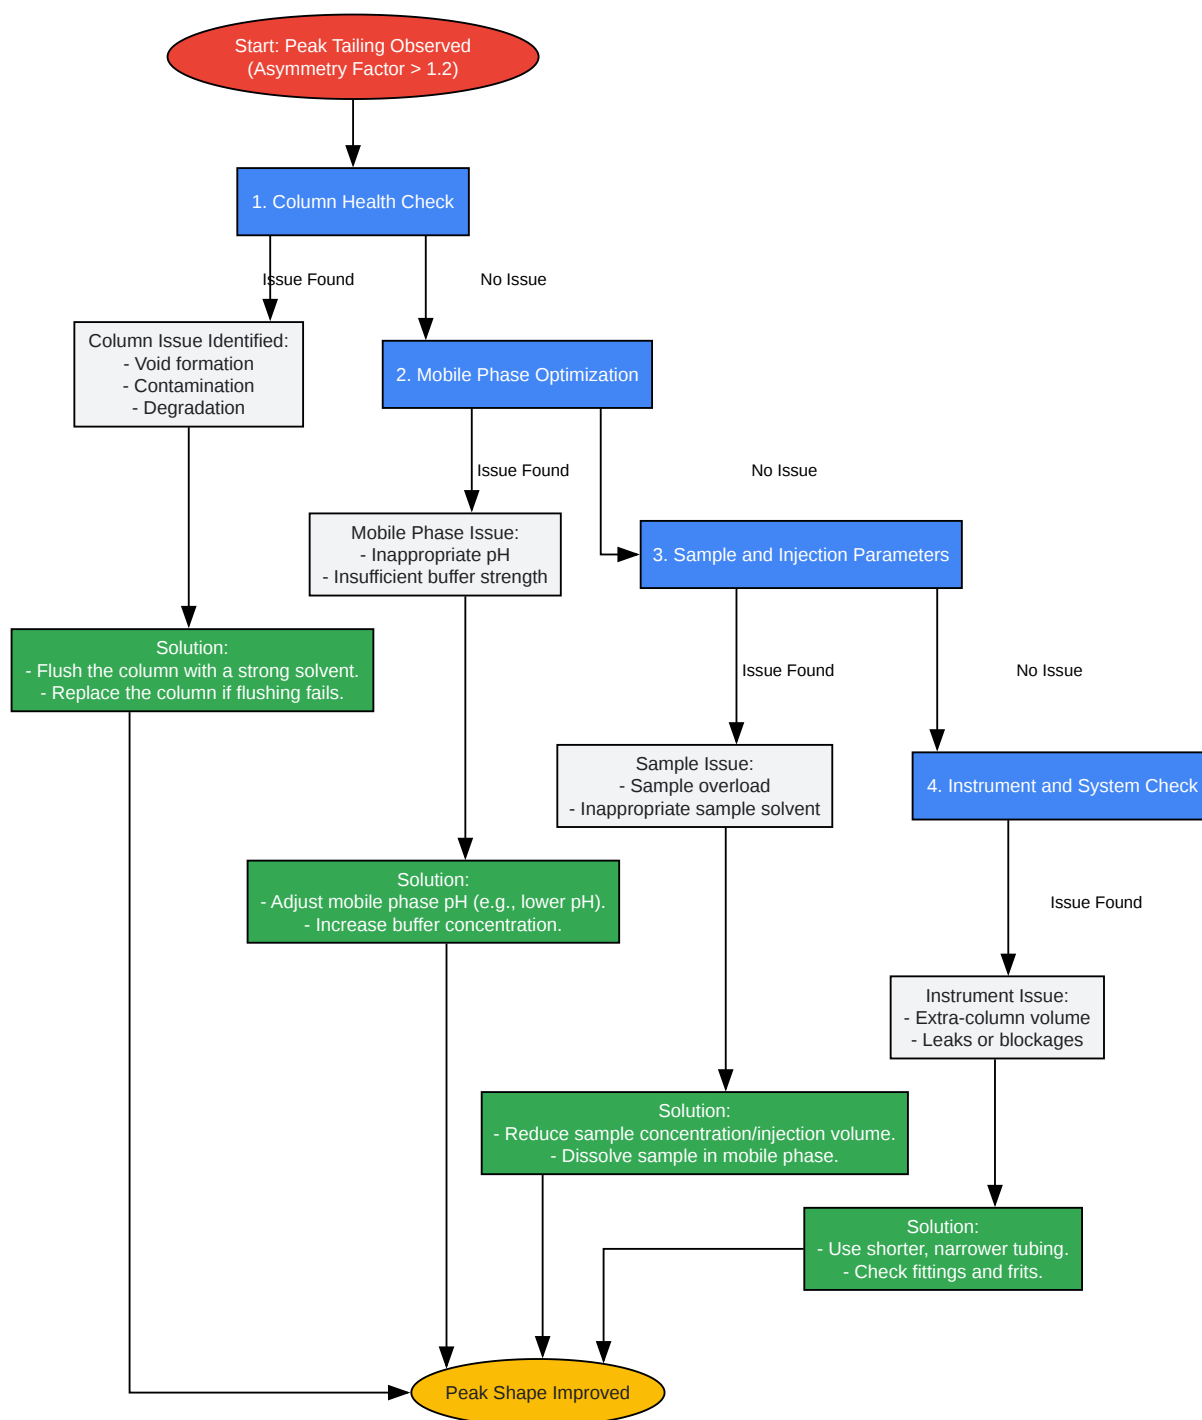 Start: Peak Tailing Observed
(Asymmetry Factor > 1.2)
1. Column Health Check
Issue Found
No Issue
Column Issue Identified:
- Void formation
- Contamination
- Degradation
2. Mobile Phase Optimization
Issue Found
No Issue
Mobile Phase Issue:
- Inappropriate pH
- Insufficient buffer strength
3. Sample and Injection Parameters
Solution:
- Flush the column with a strong solvent.
- Replace the column if flushing fails.
Issue Found
No Issue
Sample Issue:
- Sample overload
- Inappropriate sample solvent
4. Instrument and System Check
Solution:
- Adjust mobile phase pH (e.g., lower pH).
- Increase buffer concentration.
Issue Found
Instrument Issue:
- Extra-column volume
- Leaks or blockages
Solution:
- Reduce sample concentration/injection volume.
- Dissolve sample in mobile phase.
Solution:
- Use shorter, narrower tubing.
- Check fittings and frits.
Peak Shape Improved